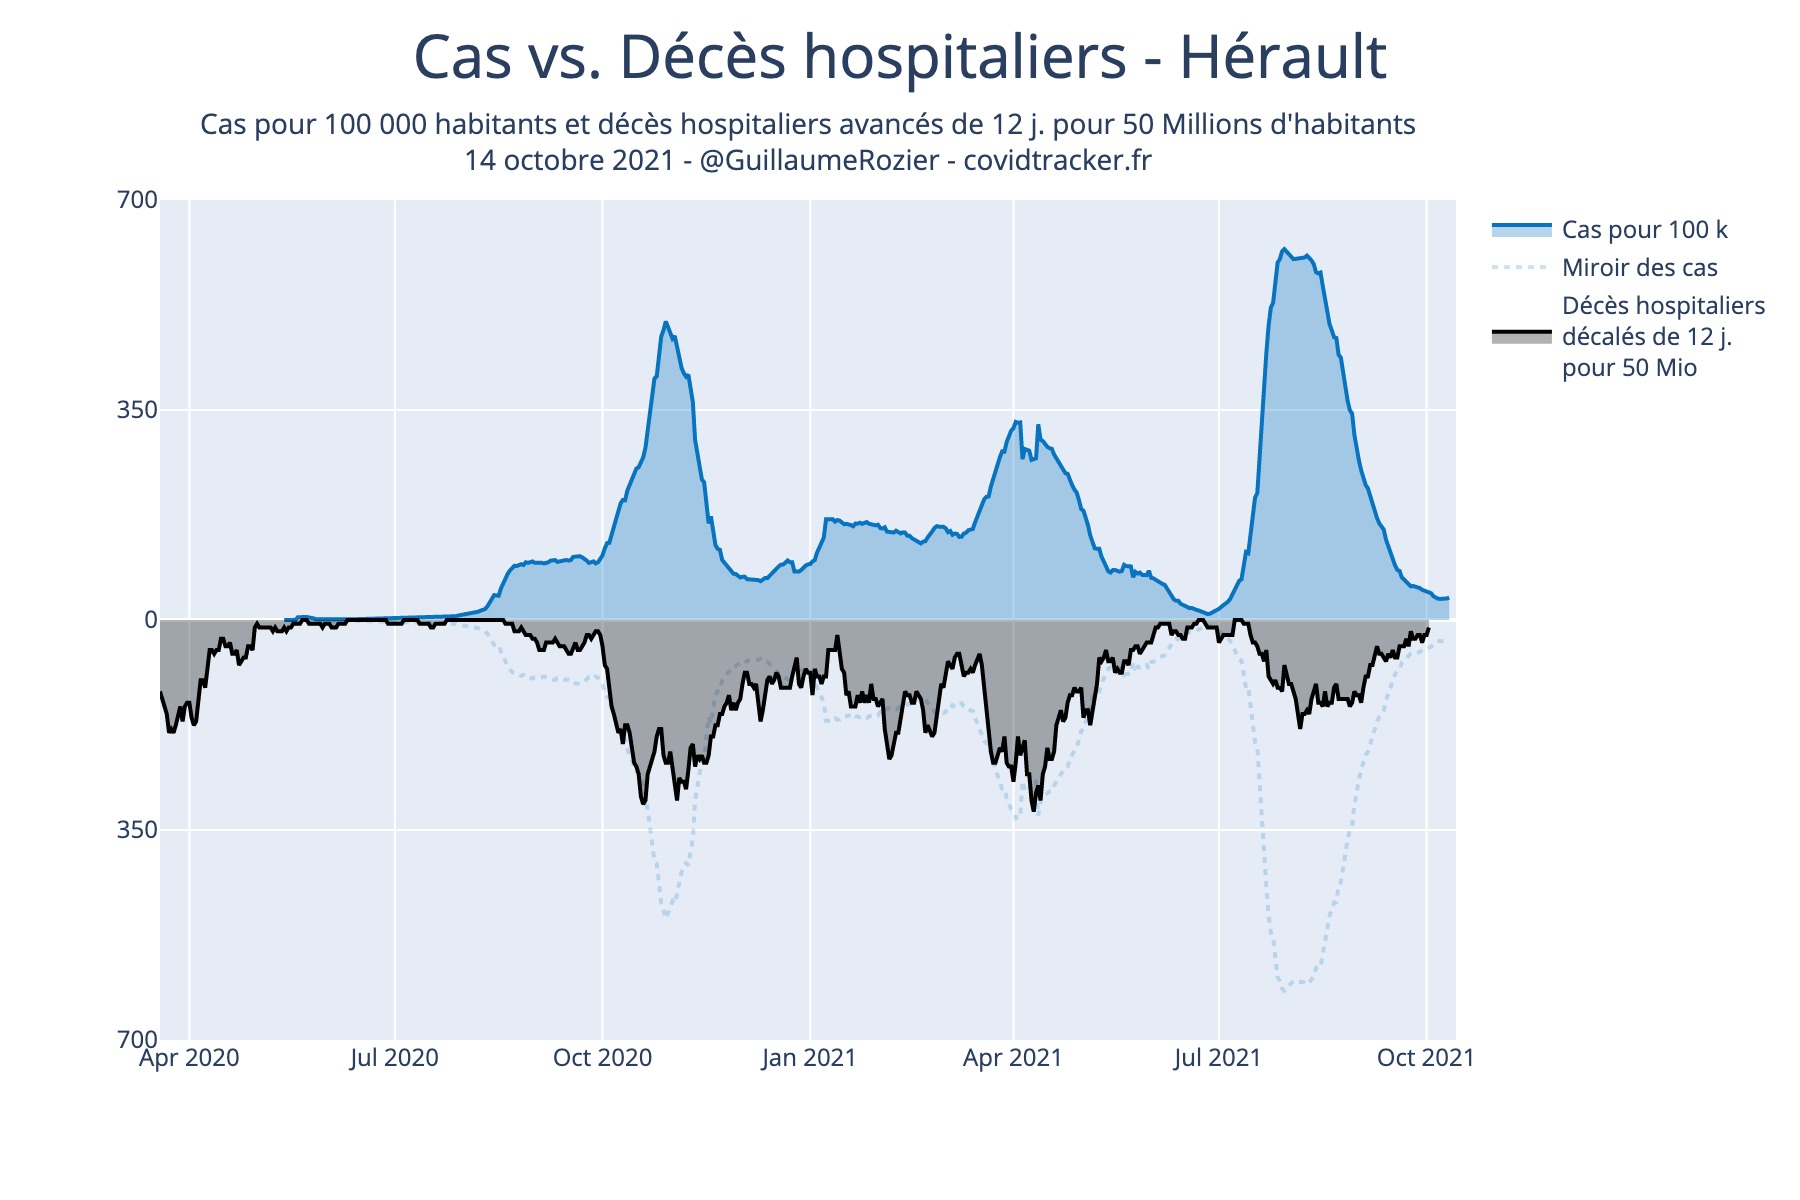 Cas vs. Décès hospitaliers - Hérault
Cas pour 100 000 habitants et décès hospitaliers avancés de 12 j. pour 50 Millions d'habitants
14 octobre 2021 - @GuillaumeRozier - covidtracker.fr
700
350
0
350
700
Apr 2020
Jul 2020
Oct 2020
Jan 2021
Apr 2021
Jul 2021
Oct 2021
Cas pour 100 k
Miroir des cas
Décès hospitaliers
décalés de 12 j.
pour 50 Mio